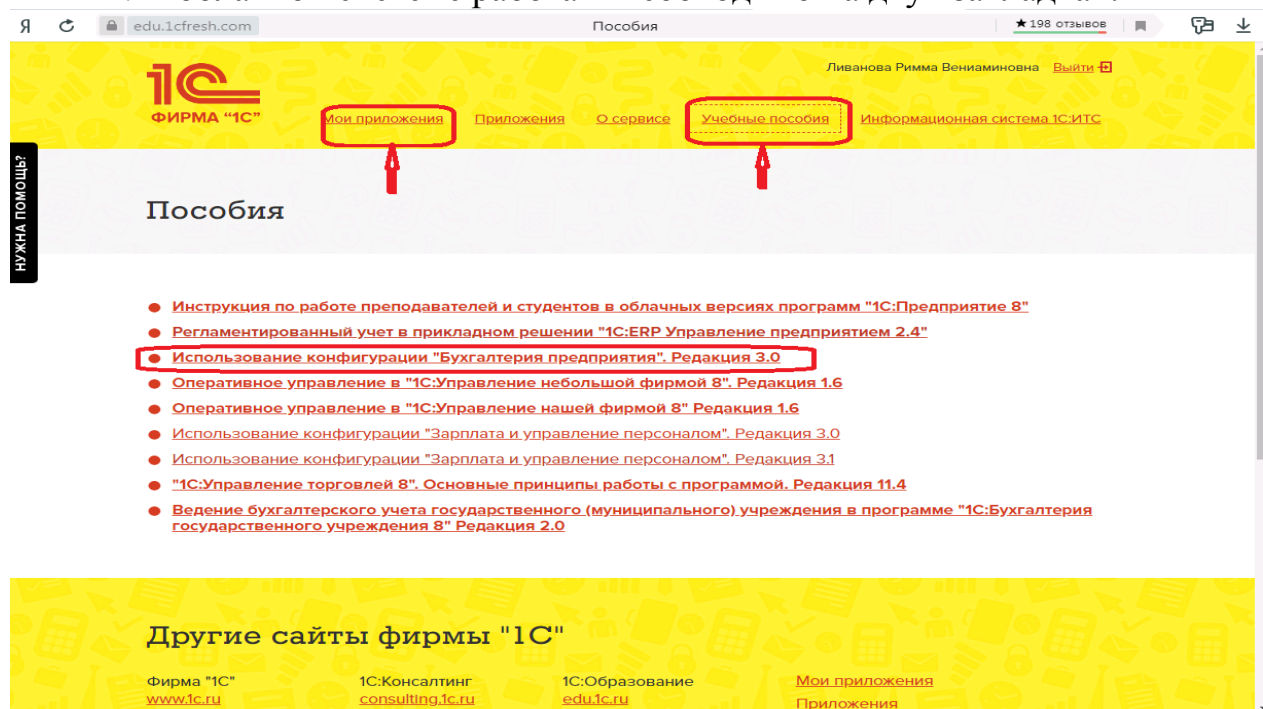 Я
edu.1cfresh.com
Пособия
★ 198 отзывов
Ливанова Римма Вениаминовна Выйти
1С
ФИРМА "1С"
Мои приложения Приложения О сервисе Учебные пособия Информационная система 1С:ИТС
НУЖНА ПОМОЩЬ?
Пособия
Инструкция по работе преподавателей и студентов в облачных версиях программ "1С:Предприятие 8"
Регламентированный учет в прикладном решении "1С:ERP Управление предприятием 2.4"
Использование конфигурации "Бухгалтерия предприятия". Редакция 3.0
Оперативное управление в "1С:Управление небольшой фирмой 8". Редакция 1.6
Оперативное управление в "1С:Управление нашей фирмой 8" Редакция 1.6
Использование конфигурации "Зарплата и управление персоналом". Редакция 3.0
Использование конфигурации "Зарплата и управление персоналом". Редакция 3.1
"1С:Управление торговлей 8". Основные принципы работы с программой. Редакция 11.4
Ведение бухгалтерского учета государственного (муниципального) учреждения в программе "1С:Бухгалтерия
государственного учреждения 8" Редакция 2.0
Другие сайты фирмы "1С"
Фирма "1С" 1С:Консалтинг 1С:Образование Мои приложения
www.1c.ru consulting.1c.ru edu.1c.ru Приложения